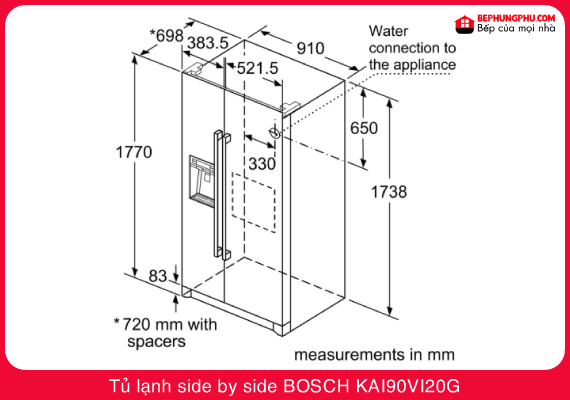 BEPHUNGPHU.COM
Bếp của mọi nhà
*698
383.5
910
521.5
Water
connection to
the appliance
1770
650
330
1738
83
*720 mm with
spacers
measurements in mm
Tủ lạnh side by side BOSCH KAI90VI20G